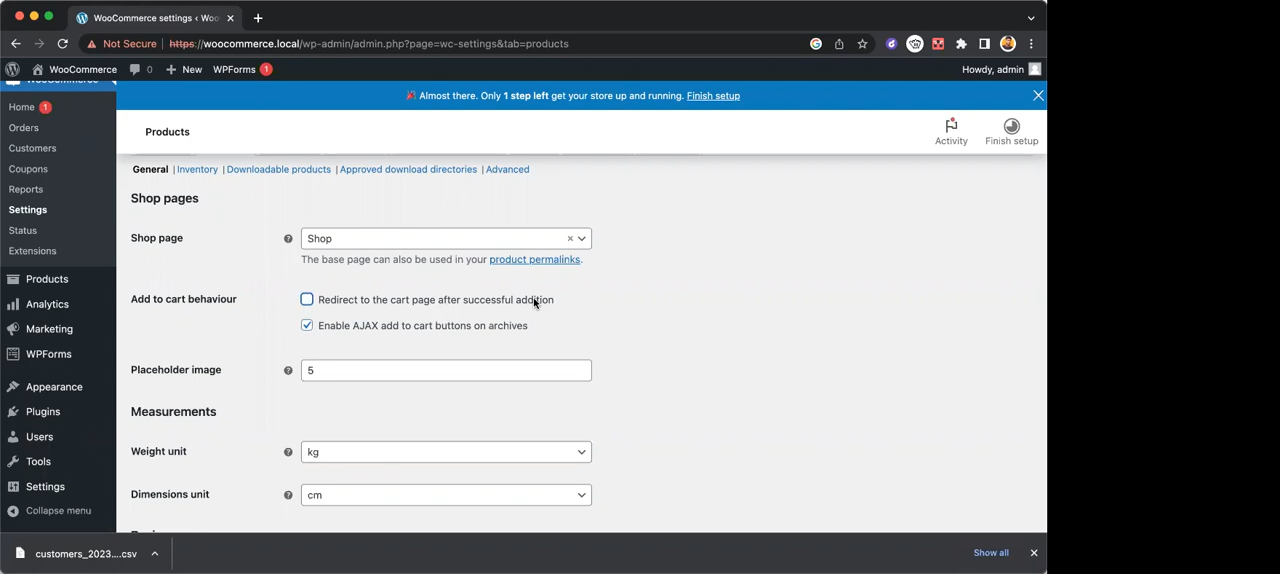 WooCommerce settings ‹ Woo
Not Secure | https://woocommerce.local/wp-admin/admin.php?page=wc-settings&tab=products
WooCommerce 0 New WPForms 1 Howdy, admin
WooCommerce
Almost there. Only 1 step left get your store up and running. Finish setup
Home 1
Orders
Customers
Coupons
Reports
Settings
Status
Extensions
Products
Analytics
Marketing
WPForms
Appearance
Plugins
Users
Tools
Settings
Collapse menu
Products
Activity
Finish setup
General | Inventory | Downloadable products | Approved download directories | Advanced
Shop pages
Shop page ? Shop ×
The base page can also be used in your product permalinks.
Add to cart behaviour Redirect to the cart page after successful addition
Enable AJAX add to cart buttons on archives
Placeholder image ? 5
Measurements
Weight unit ? kg
Dimensions unit ? cm
customers_2023....csv Show all